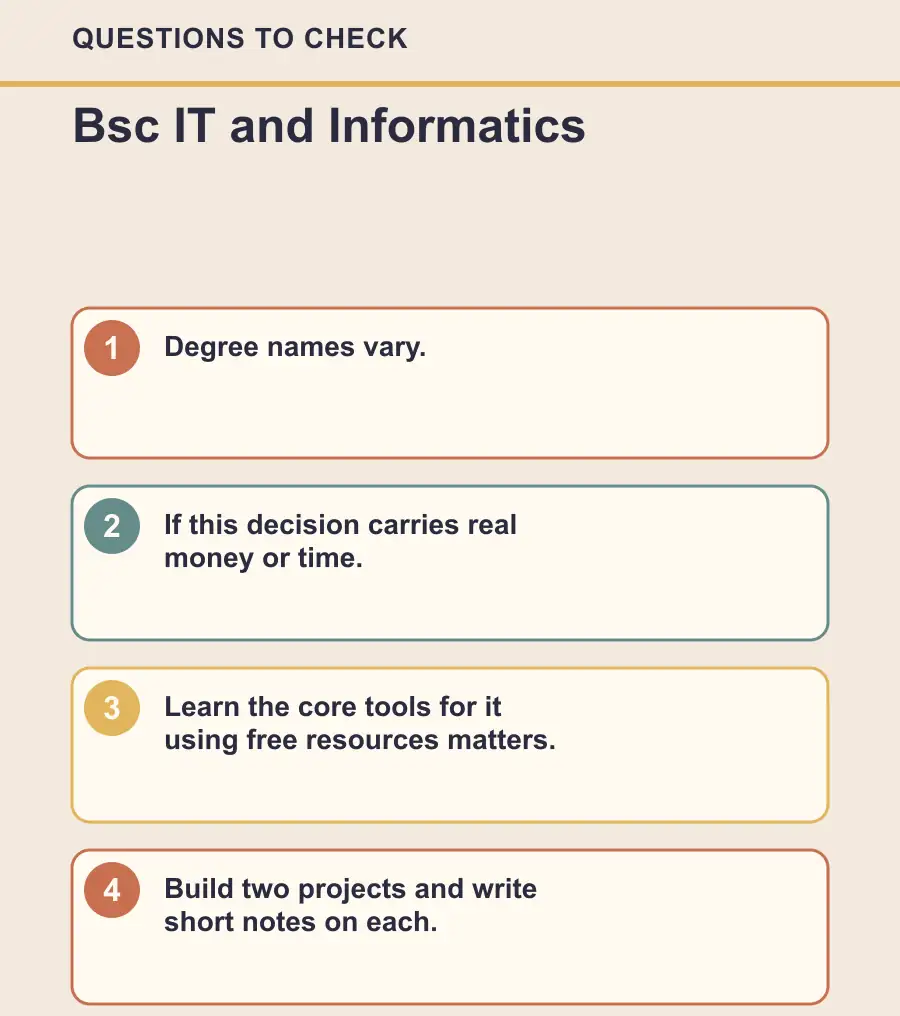 QUESTIONS TO CHECK
Bsc IT and Informatics
1
Degree names vary.
2
If this decision carries real
money or time.
3
Learn the core tools for it
using free resources matters.
4
Build two projects and write
short notes on each.